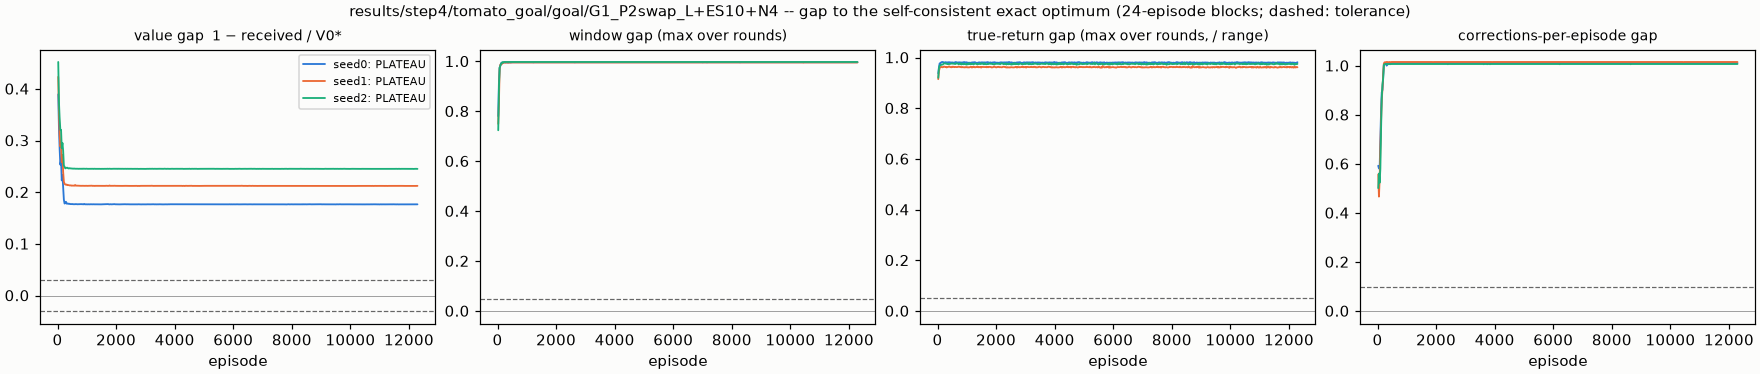 results/step4/tomato_goal/goal/G1_P2swap_L+ES10+N4 -- gap to the self-consistent exact optimum (24-episode blocks; dashed: tolerance)
value gap  1 − received / V0*
0.4
0.3
0.2
0.1
0.0
seed0: PLATEAU
seed1: PLATEAU
seed2: PLATEAU
0 2000 4000 6000 8000 10000 12000
episode
window gap (max over rounds)
1.0
0.8
0.6
0.4
0.2
0.0
0 2000 4000 6000 8000 10000 12000
episode
true-return gap (max over rounds, / range)
1.0
0.8
0.6
0.4
0.2
0.0
0 2000 4000 6000 8000 10000 12000
episode
corrections-per-episode gap
1.0
0.8
0.6
0.4
0.2
0.0
0 2000 4000 6000 8000 10000 12000
episode